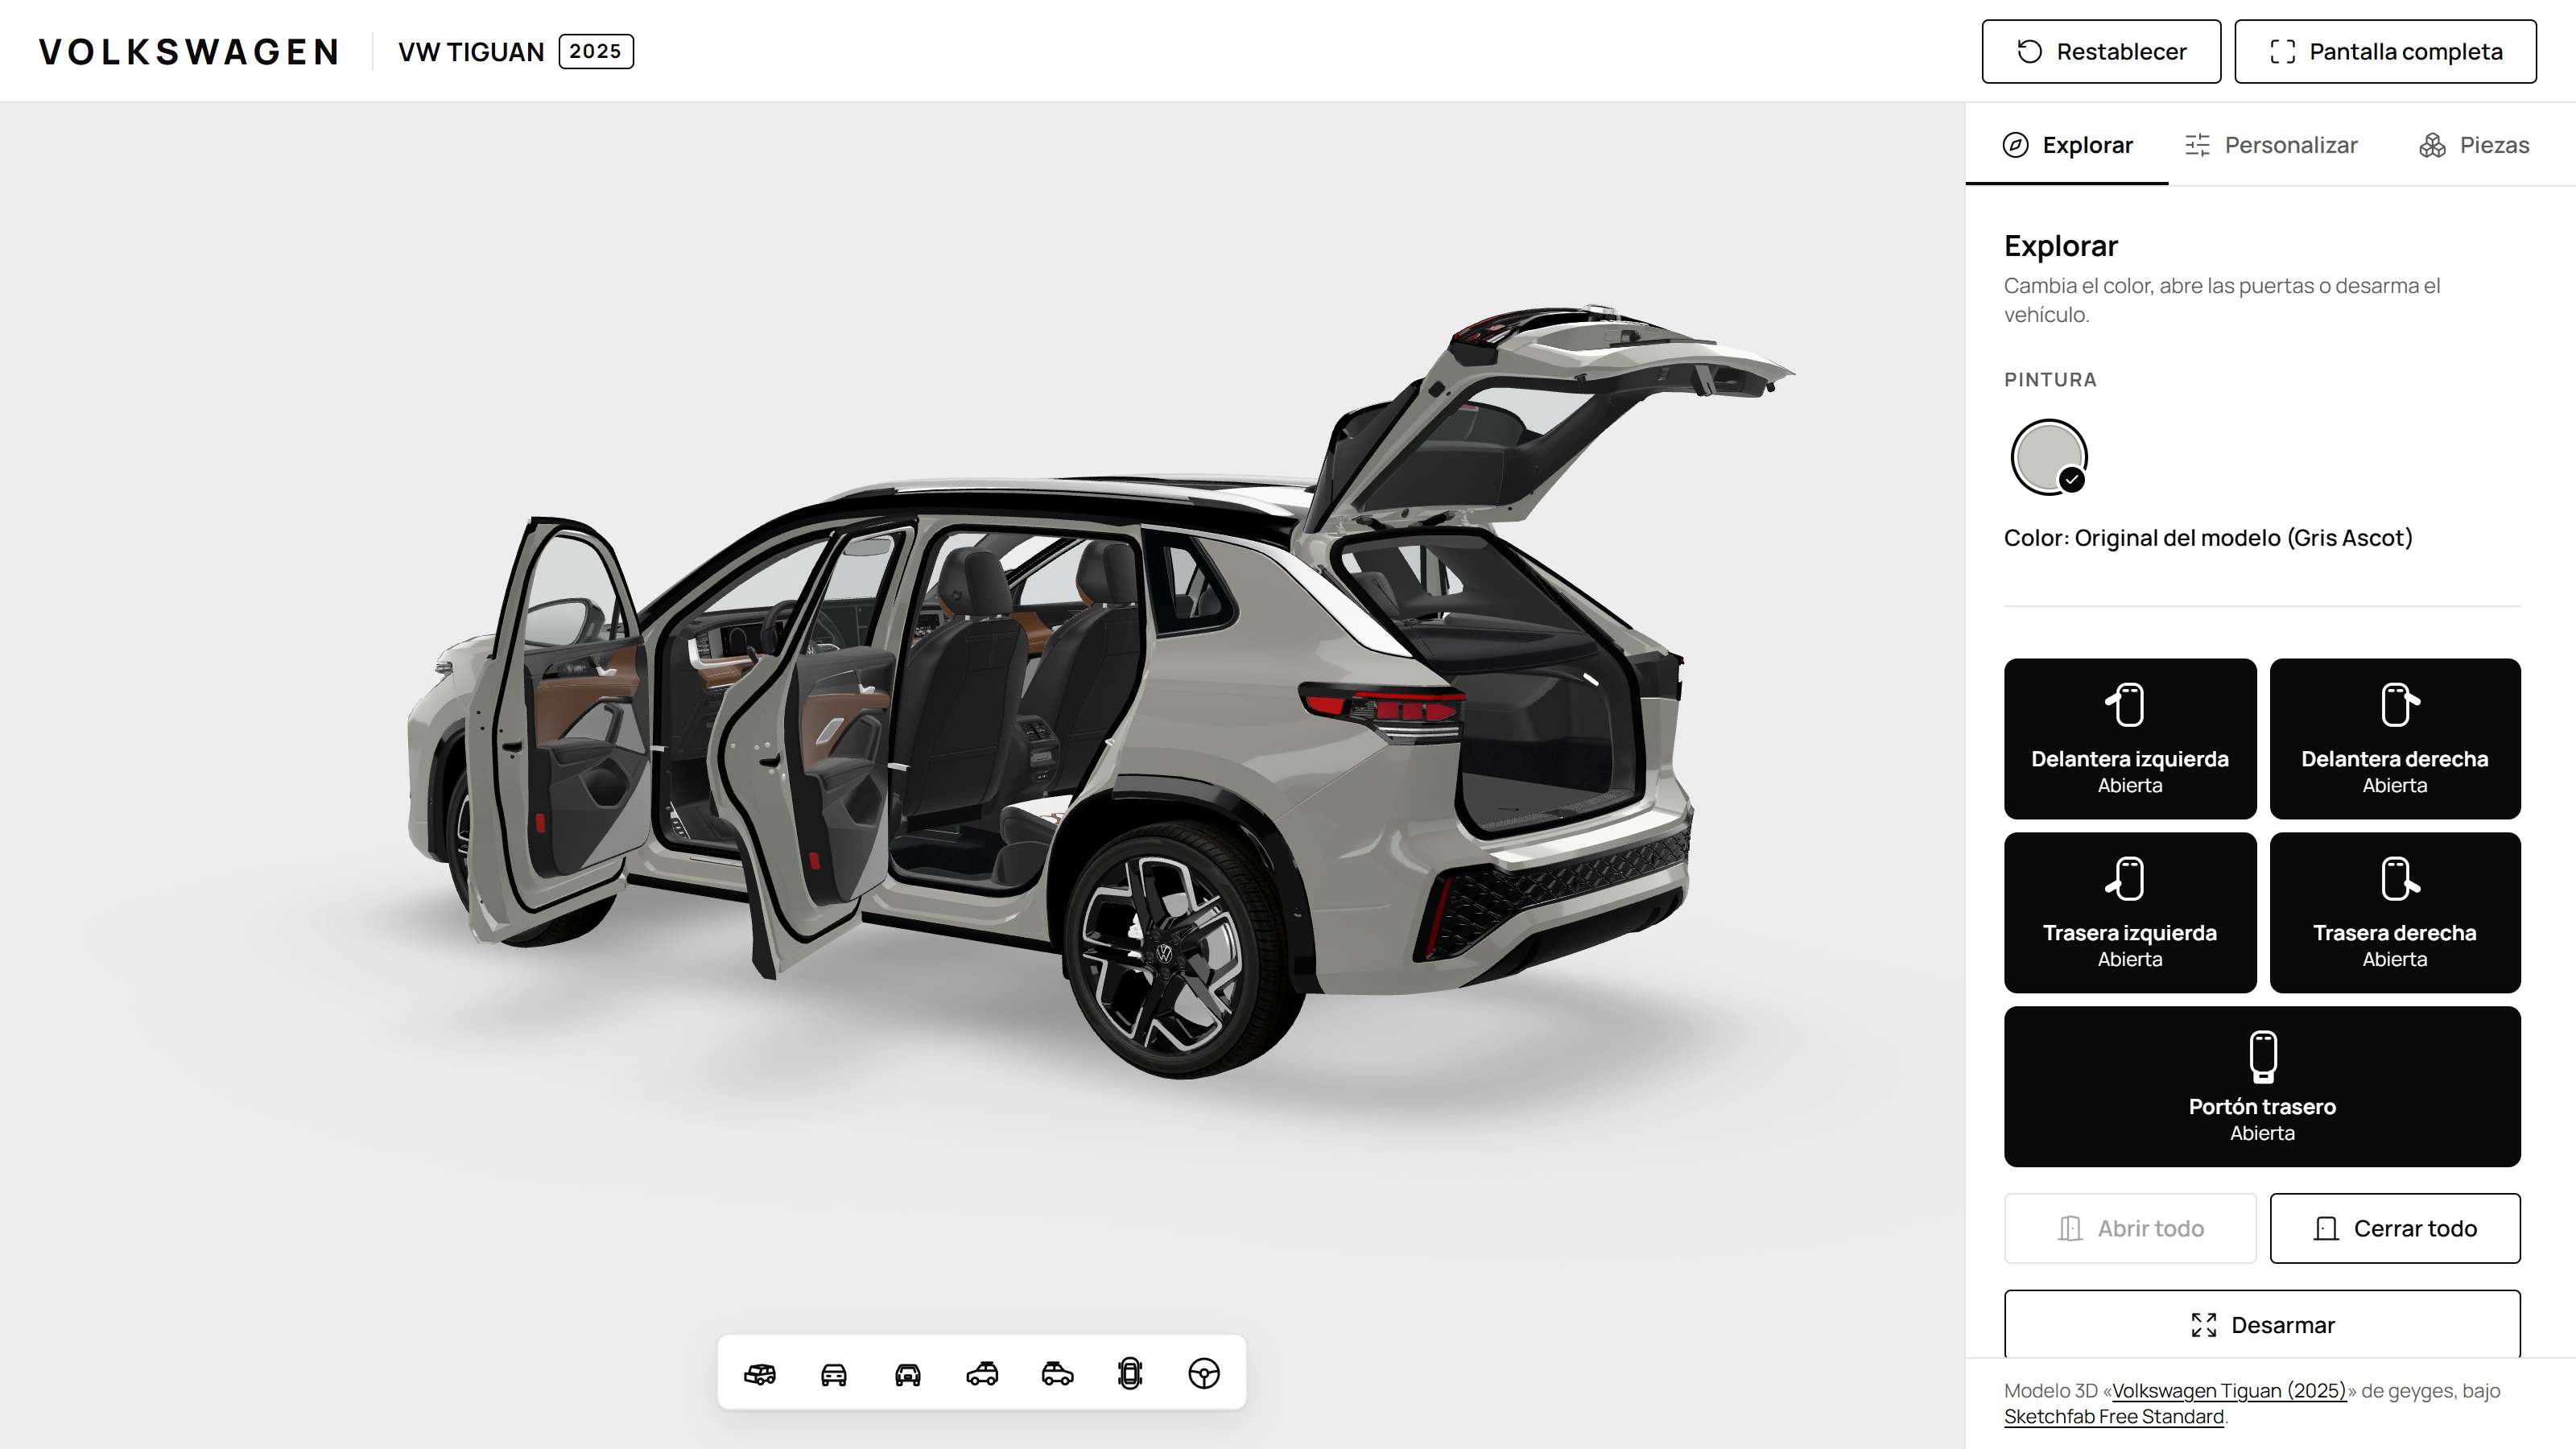 VOLKSWAGEN
VW TIGUAN 2025
Restablecer
Pantalla completa
Explorar
Personalizar
Piezas
Explorar
Cambia el color, abre las puertas o desarma el
vehículo.
PINTURA
Color: Original del modelo (Gris Ascot)
Delantera izquierda
Abierta
Delantera derecha
Abierta
Trasera izquierda
Abierta
Trasera derecha
Abierta
Portón trasero
Abierta
Abrir todo
Cerrar todo
Desarmar
Modelo 3D «Volkswagen Tiguan (2025)» de geyges, bajo
Sketchfab Free Standard.